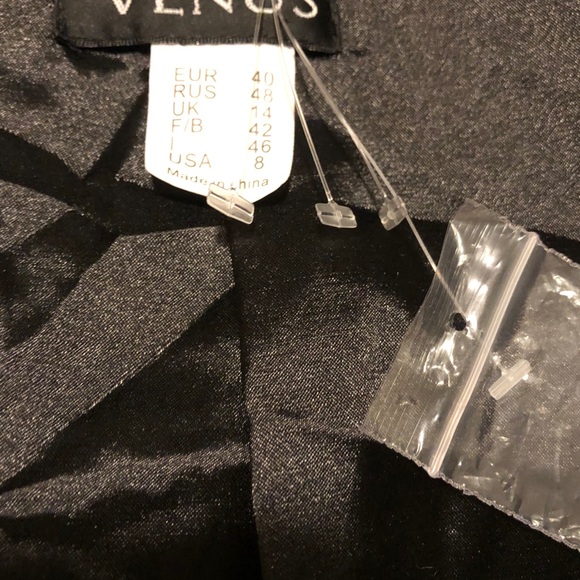 VENUS
EUR 40
RUS 48
UK 14
F/B 42
I 46
USA 8
Made in china